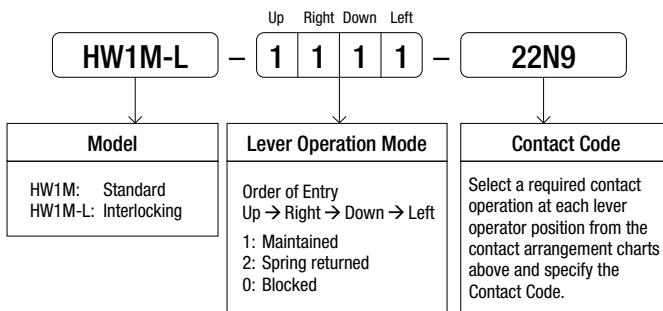 Up Right Down Left
HW1M-L – 1 1 1 1 – 22N9
Model
HW1M: Standard
HW1M-L: Interlocking
Lever Operation Mode
Order of Entry
Up → Right → Down → Left
1: Maintained
2: Spring returned
0: Blocked
Contact Code
Select a required contact
operation at each lever
operator position from the
contact arrangement charts
above and specify the
Contact Code.